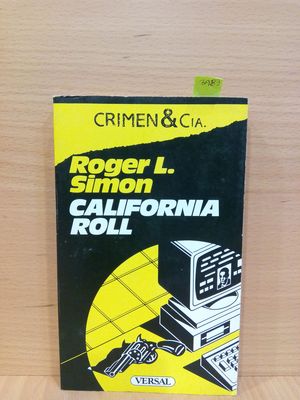 CRIMEN & CIA.
Roger L.
Simon
CALIFORNIA
ROLL
VERSAL